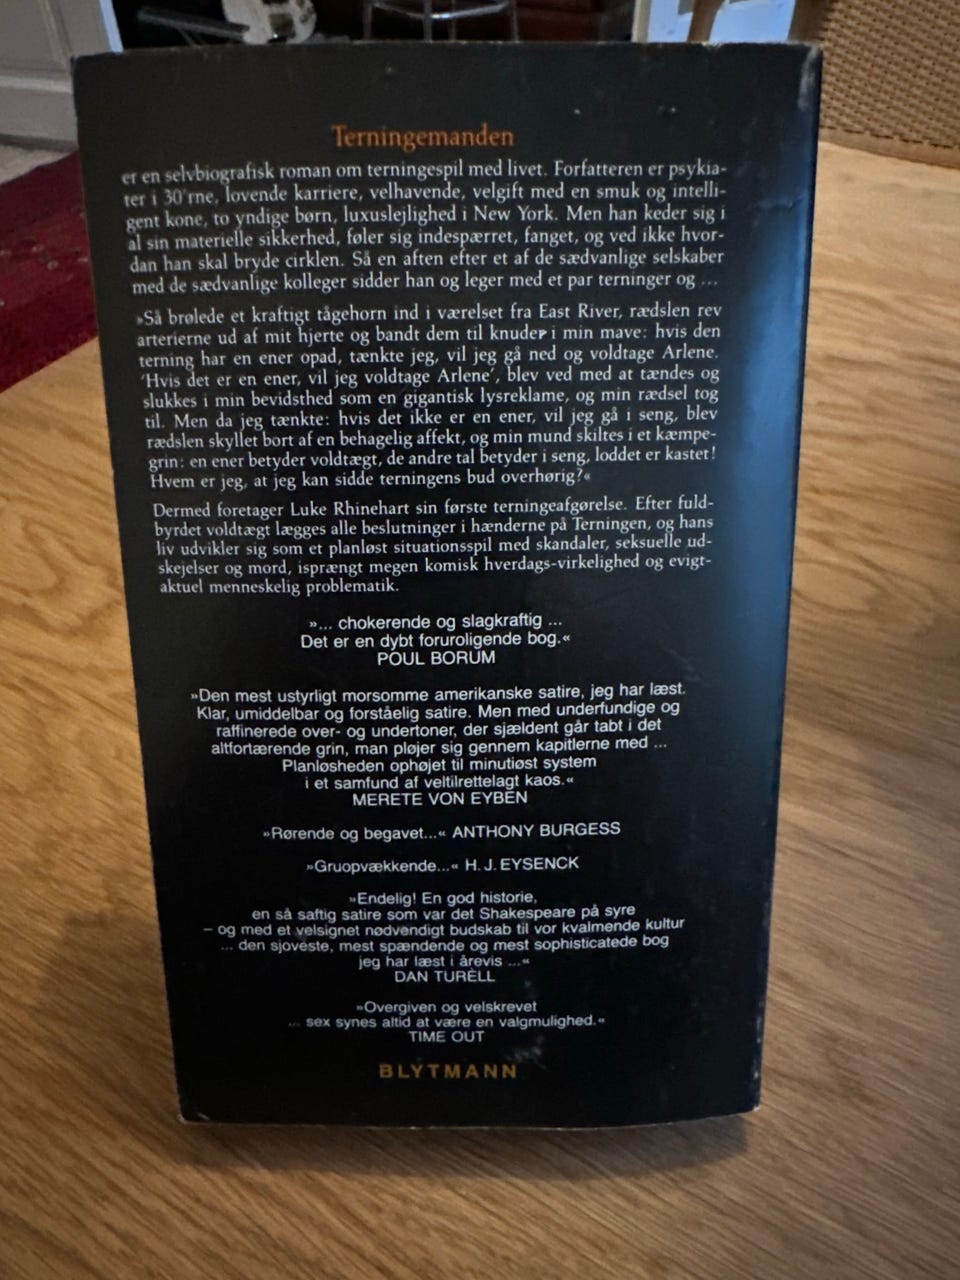 Terningemanden
er en selvbiografisk roman om terningespil med livet. Forfatteren er psykia-
ter i 30'rne, lovende karriere, velhavende, velgift med en smuk og intelli-
gent kone, to yndige børn, luxuslejlighed i New York. Men han keder sig i
al sin materielle sikkerhed, føler sig indespærret, fanget, og ved ikke hvor-
dan han skal bryde cirklen. Så en aften efter et af de sædvanlige selskaber
med de sædvanlige kolleger sidder han og leger med et par terninger og ...
»Så brølede et kraftigt tågehorn ind i værelset fra East River, rædslen rev
arterierne ud af mit hjerte og bandt dem til knuder i min mave: hvis den
terning har en ener opad, tænkte jeg, vil jeg gå ned og voldtage Arlene.
'Hvis det er en ener, vil jeg voldtage Arlene', blev ved med at tændes og
slukkes i min bevidsthed som en gigantisk lysreklame, og min rædsel tog
til. Men da jeg tænkte: hvis det ikke er en ener, vil jeg gå i seng, blev
rædslen skyllet bort af en behagelig affekt, og min mund skiltes i et kæmpe-
grin: en ener betyder voldtægt, de andre tal betyder i seng, loddet er kastet!
Hvem er jeg, at jeg kan sidde terningens bud overhørig?«
Dermed foretager Luke Rhinehart sin første terningeafgørelse. Efter fuld-
byrdet voldtægt lægges alle beslutninger i hænderne på Terningen, og hans
liv udvikler sig som et planløst situationsspil med skandaler, seksuelle ud-
skejelser og mord, isprængt megen komisk hverdags-virkelighed og evigt-
aktuel menneskelig problematik.
»... chokerende og slagkraftig ...
Det er en dybt foruroligende bog.«
POUL BORUM
»Den mest ustyrligt morsomme amerikanske satire, jeg har læst.
Klar, umiddelbar og forståelig satire. Men med underfundige og
raffinerede over- og undertoner, der sjældent går tabt i det
altfortærende grin, man pløjer sig gennem kapitlerne med ...
Planløsheden ophøjet til minutiøst system
i et samfund af veltilrettelagt kaos.«
MERETE VON EYBEN
»Rørende og begavet...« ANTHONY BURGESS
»Gruopvækkende...« H. J. EYSENCK
»Endelig! En god historie,
en så saftig satire som var det Shakespeare på syre
– og med et velsignet nødvendigt budskab til vor kvalmende kultur
... den sjoveste, mest spændende og mest sophisticatede bog
jeg har læst i årevis ...«
DAN TURÈLL
»Overgiven og velskrevet
... sex synes altid at være en valgmulighed.«
TIME OUT
BLYTMANN